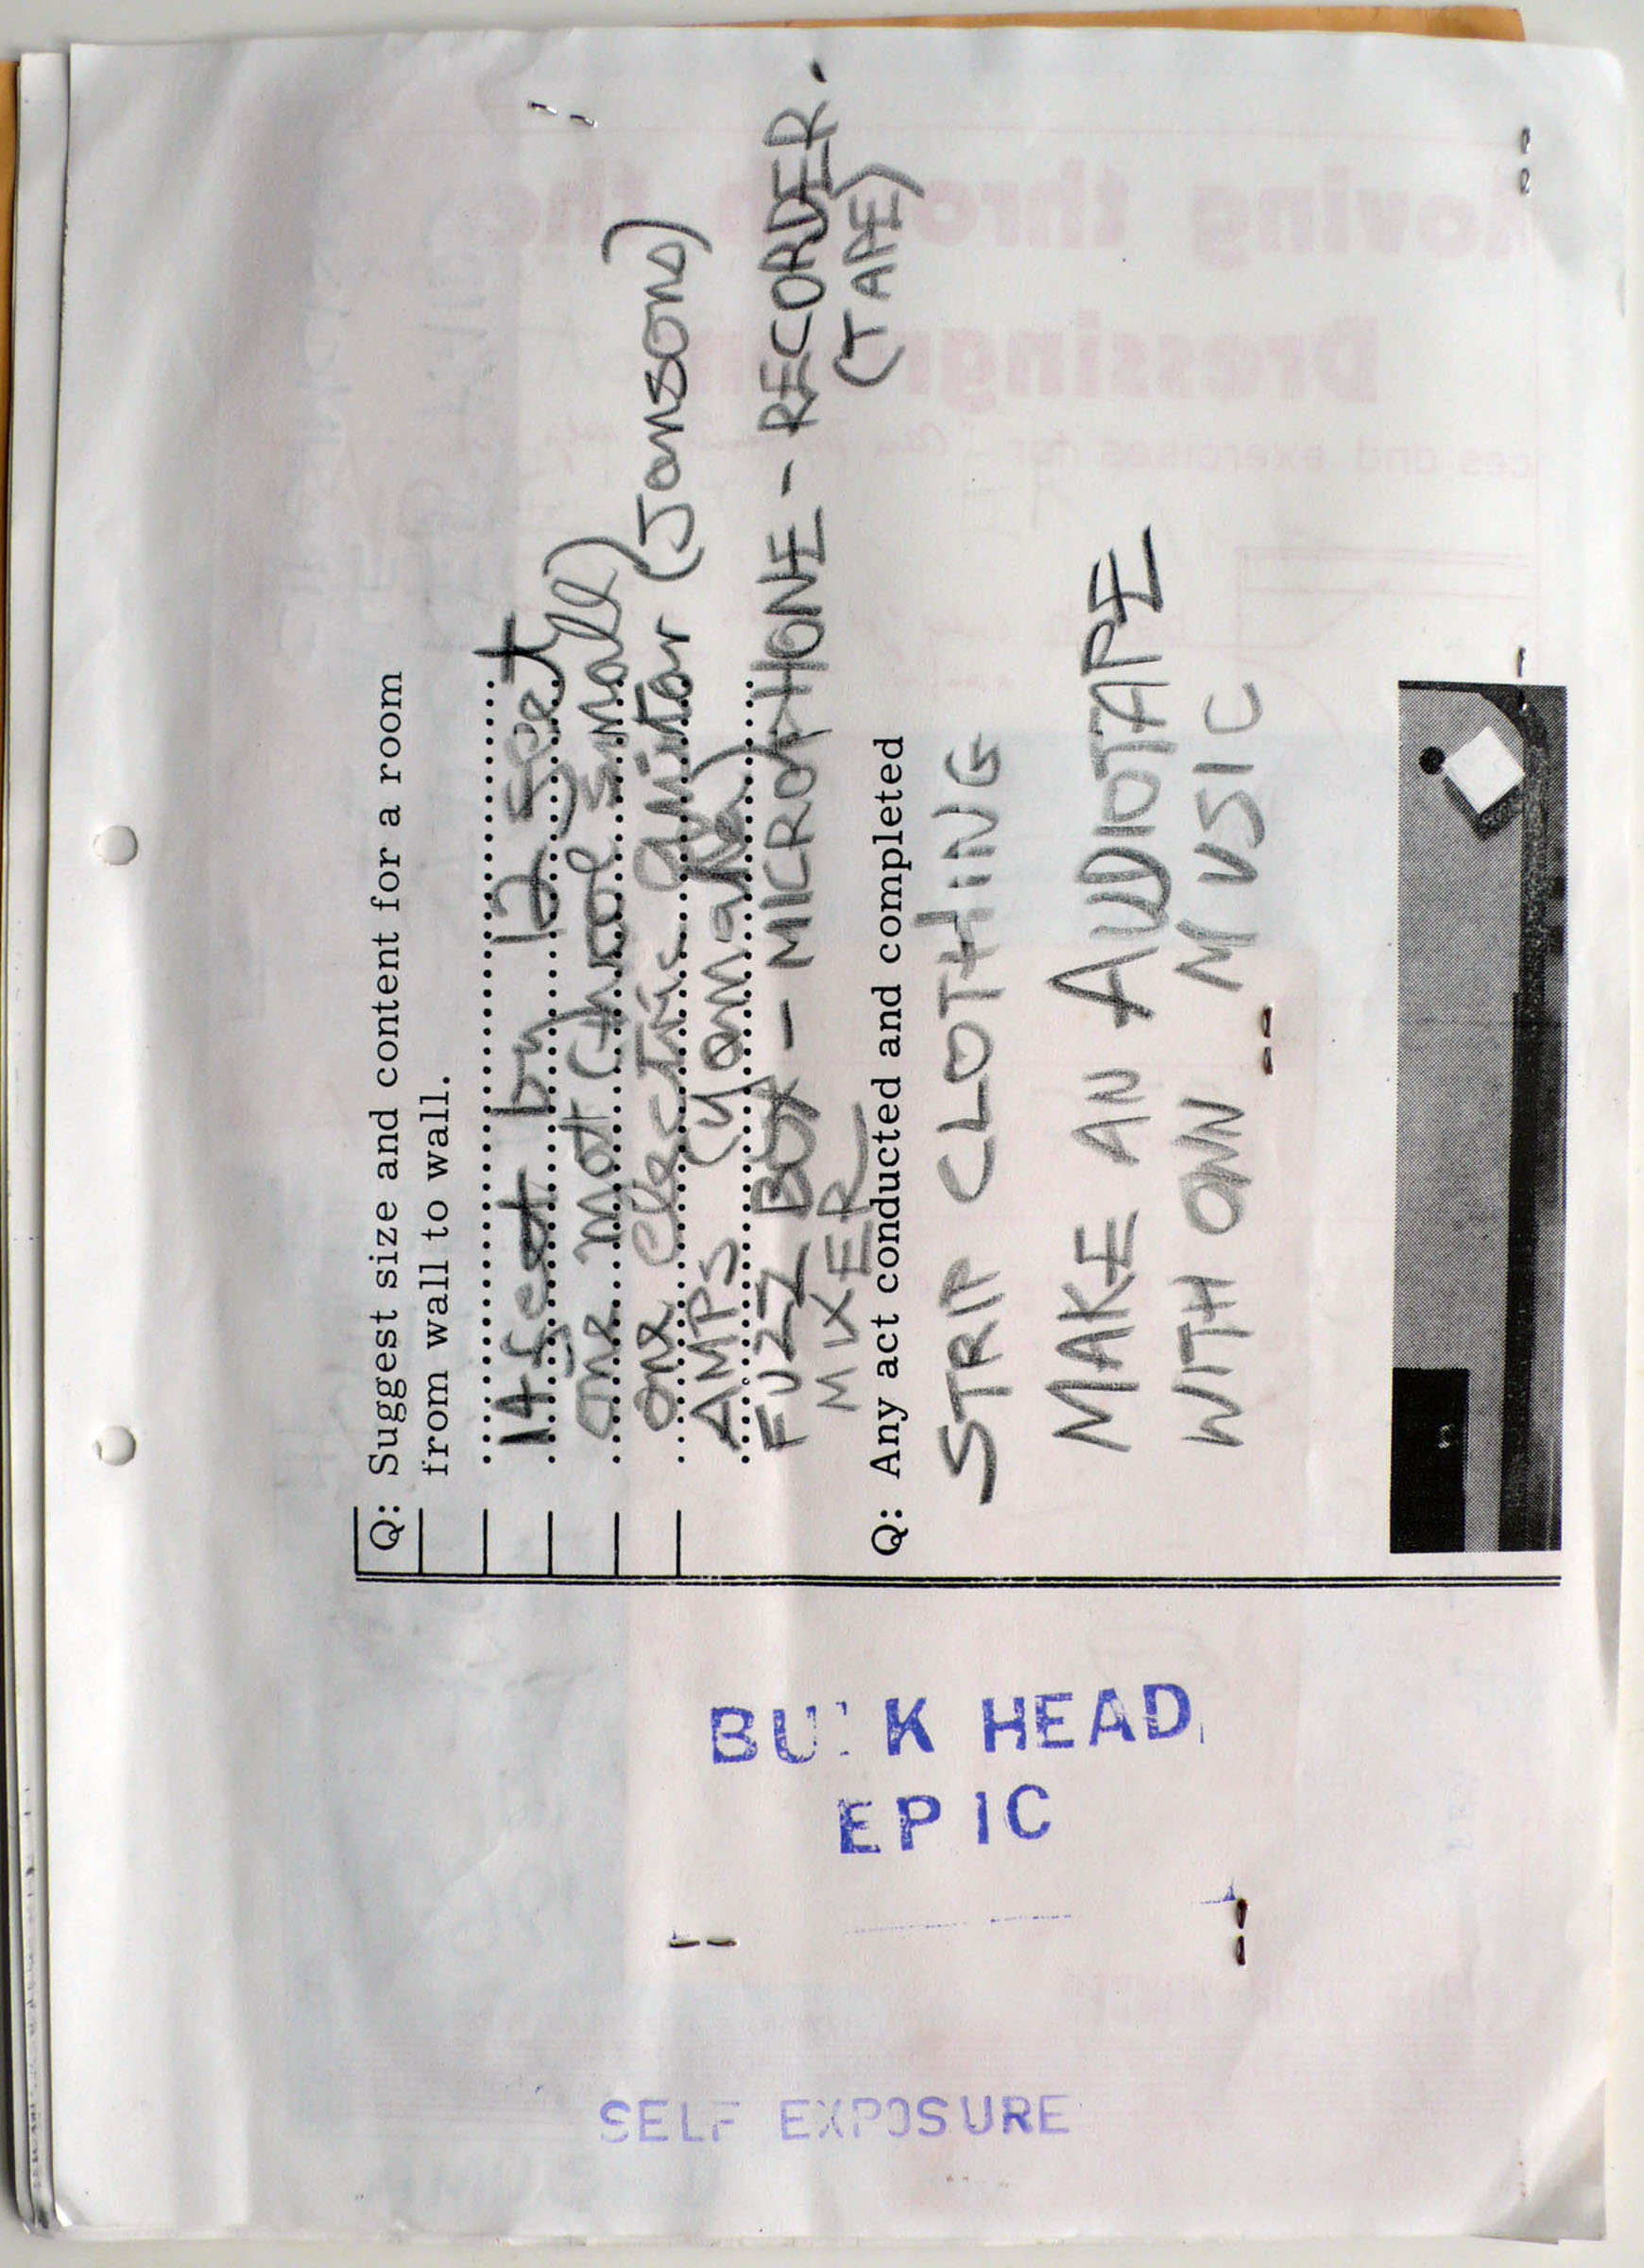 Q: Suggest size and content for a room
from wall to wall.
14 feet by 12 feet
one mat (three small)
one electric guitar (Jansons)
AMPS (yamaha)
FUZZ BOX - MICROPHONE - RECORDER.
MIXER (TAPE)
Q: Any act conducted and completed
STRIP CLOTHING
MAKE AN AUDIOTAPE
WITH OWN MUSIC
BU K HEAD
EPIC
SELF EXPOSURE